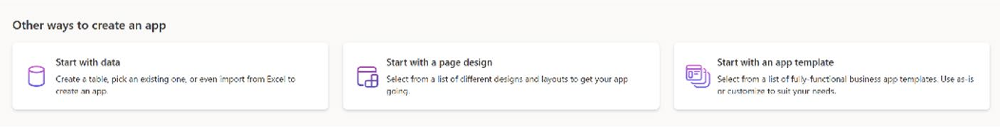 Other ways to create an app
Start with data
Create a table, pick an existing one, or even import from Excel to
create an app.
Start with a page design
Select from a list of different designs and layouts to get your app
going.
Start with an app template
Select from a list of fully-functional business app templates. Use as-is
or customize to suit your needs.